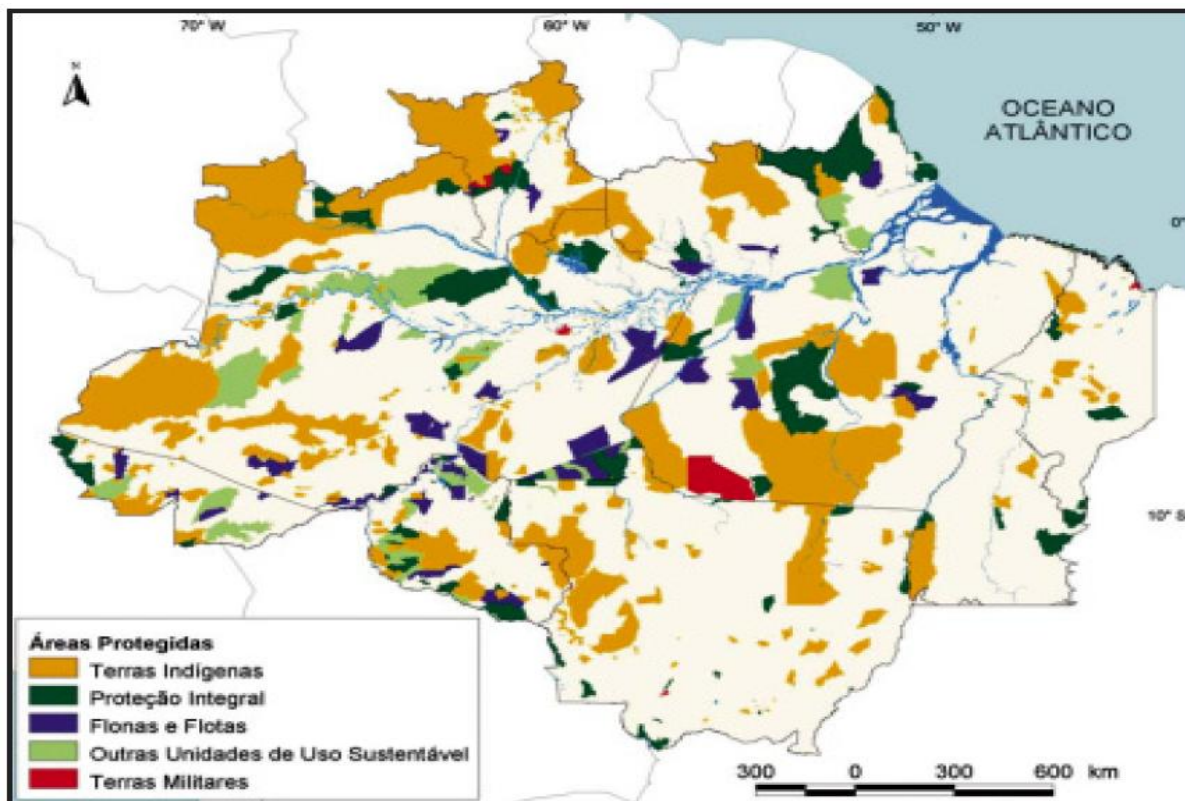 70° W
60° W
50° W
N
OCEANO
ATLÂNTICO
0°
10° S
Áreas Protegidas
Terras Indígenas
Proteção Integral
Flonas e Flotas
Outras Unidades de Uso Sustentável
Terras Militares
300 0 300 600 km